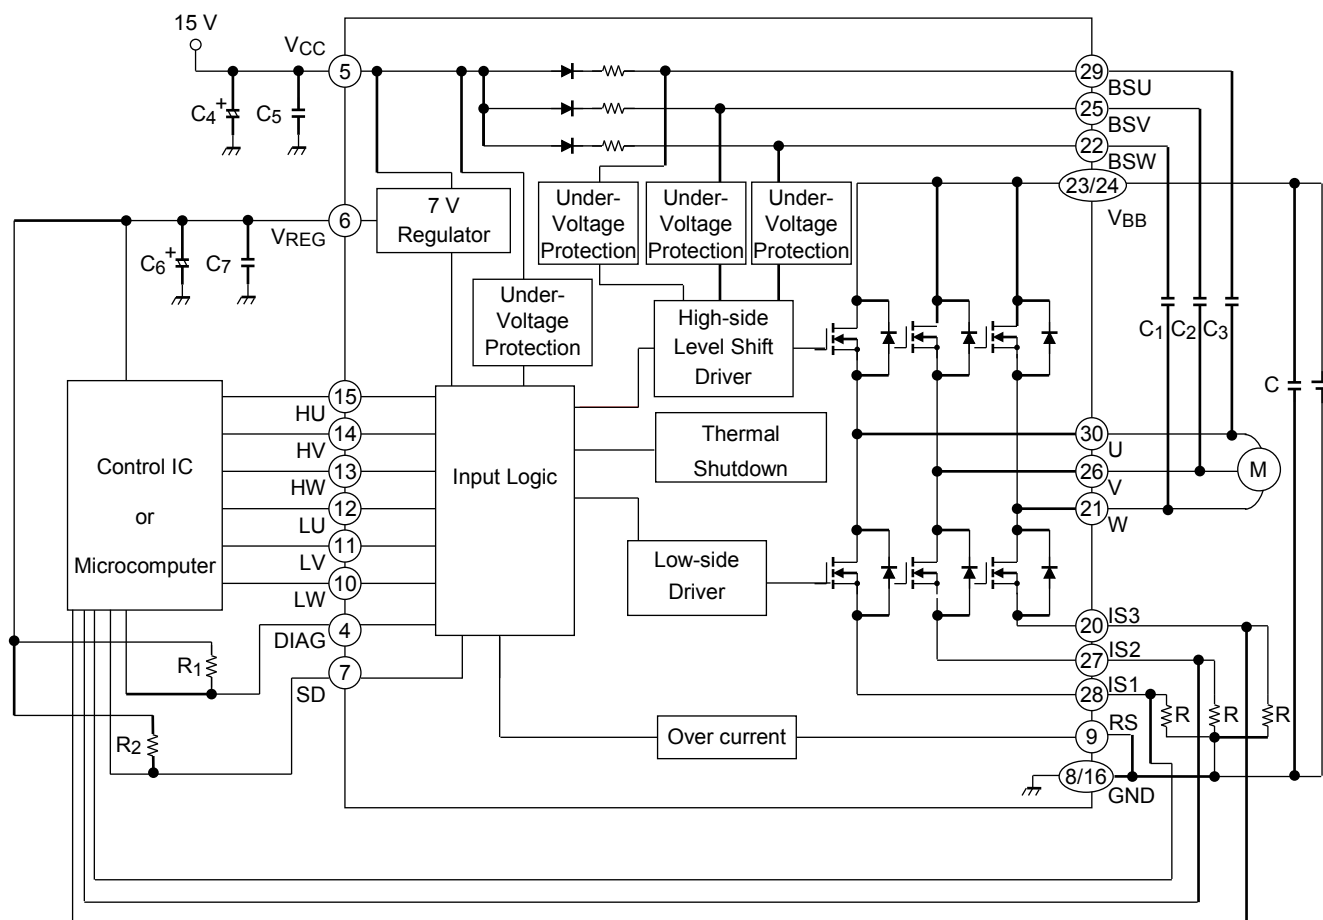 15 V
VCC
5
C4
+
C5
29
BSU
25
BSV
22
BSW
23/24
VBB
7 V
Regulator
Under-
Voltage
Protection
Under-
Voltage
Protection
Under-
Voltage
Protection
6
VREG
C6
+
C7
Under-
Voltage
Protection
High-side
Level Shift
Driver
C1
C2
C3
C
Control IC
or
Microcomputer
15
HU
14
HV
13
HW
12
LU
11
LV
10
LW
4
DIAG
7
SD
Input Logic
Thermal
Shutdown
Low-side
Driver
30
U
26
V
21
W
M
20
IS3
27
IS2
28
IS1
R
R
R
R1
R2
Over current
9
RS
8/16
GND